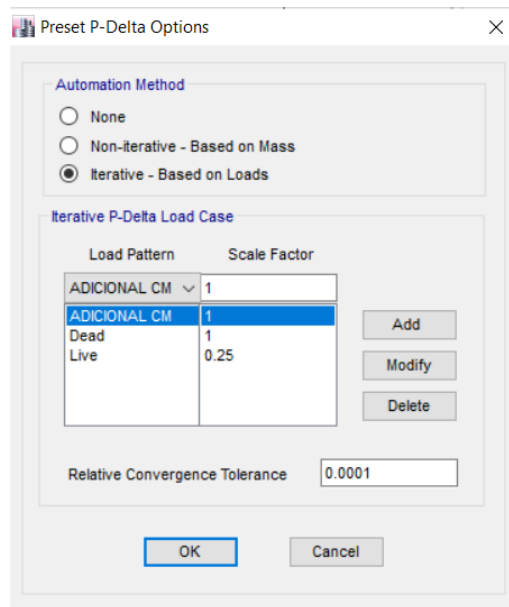 Preset P-Delta Options
Automation Method
None
Non-iterative - Based on Mass
Iterative - Based on Loads
Iterative P-Delta Load Case
Load Pattern Scale Factor
ADICIONAL CM 1
ADICIONAL CM 1
Dead 1
Live 0.25
Add
Modify
Delete
Relative Convergence Tolerance 0.0001
OK Cancel